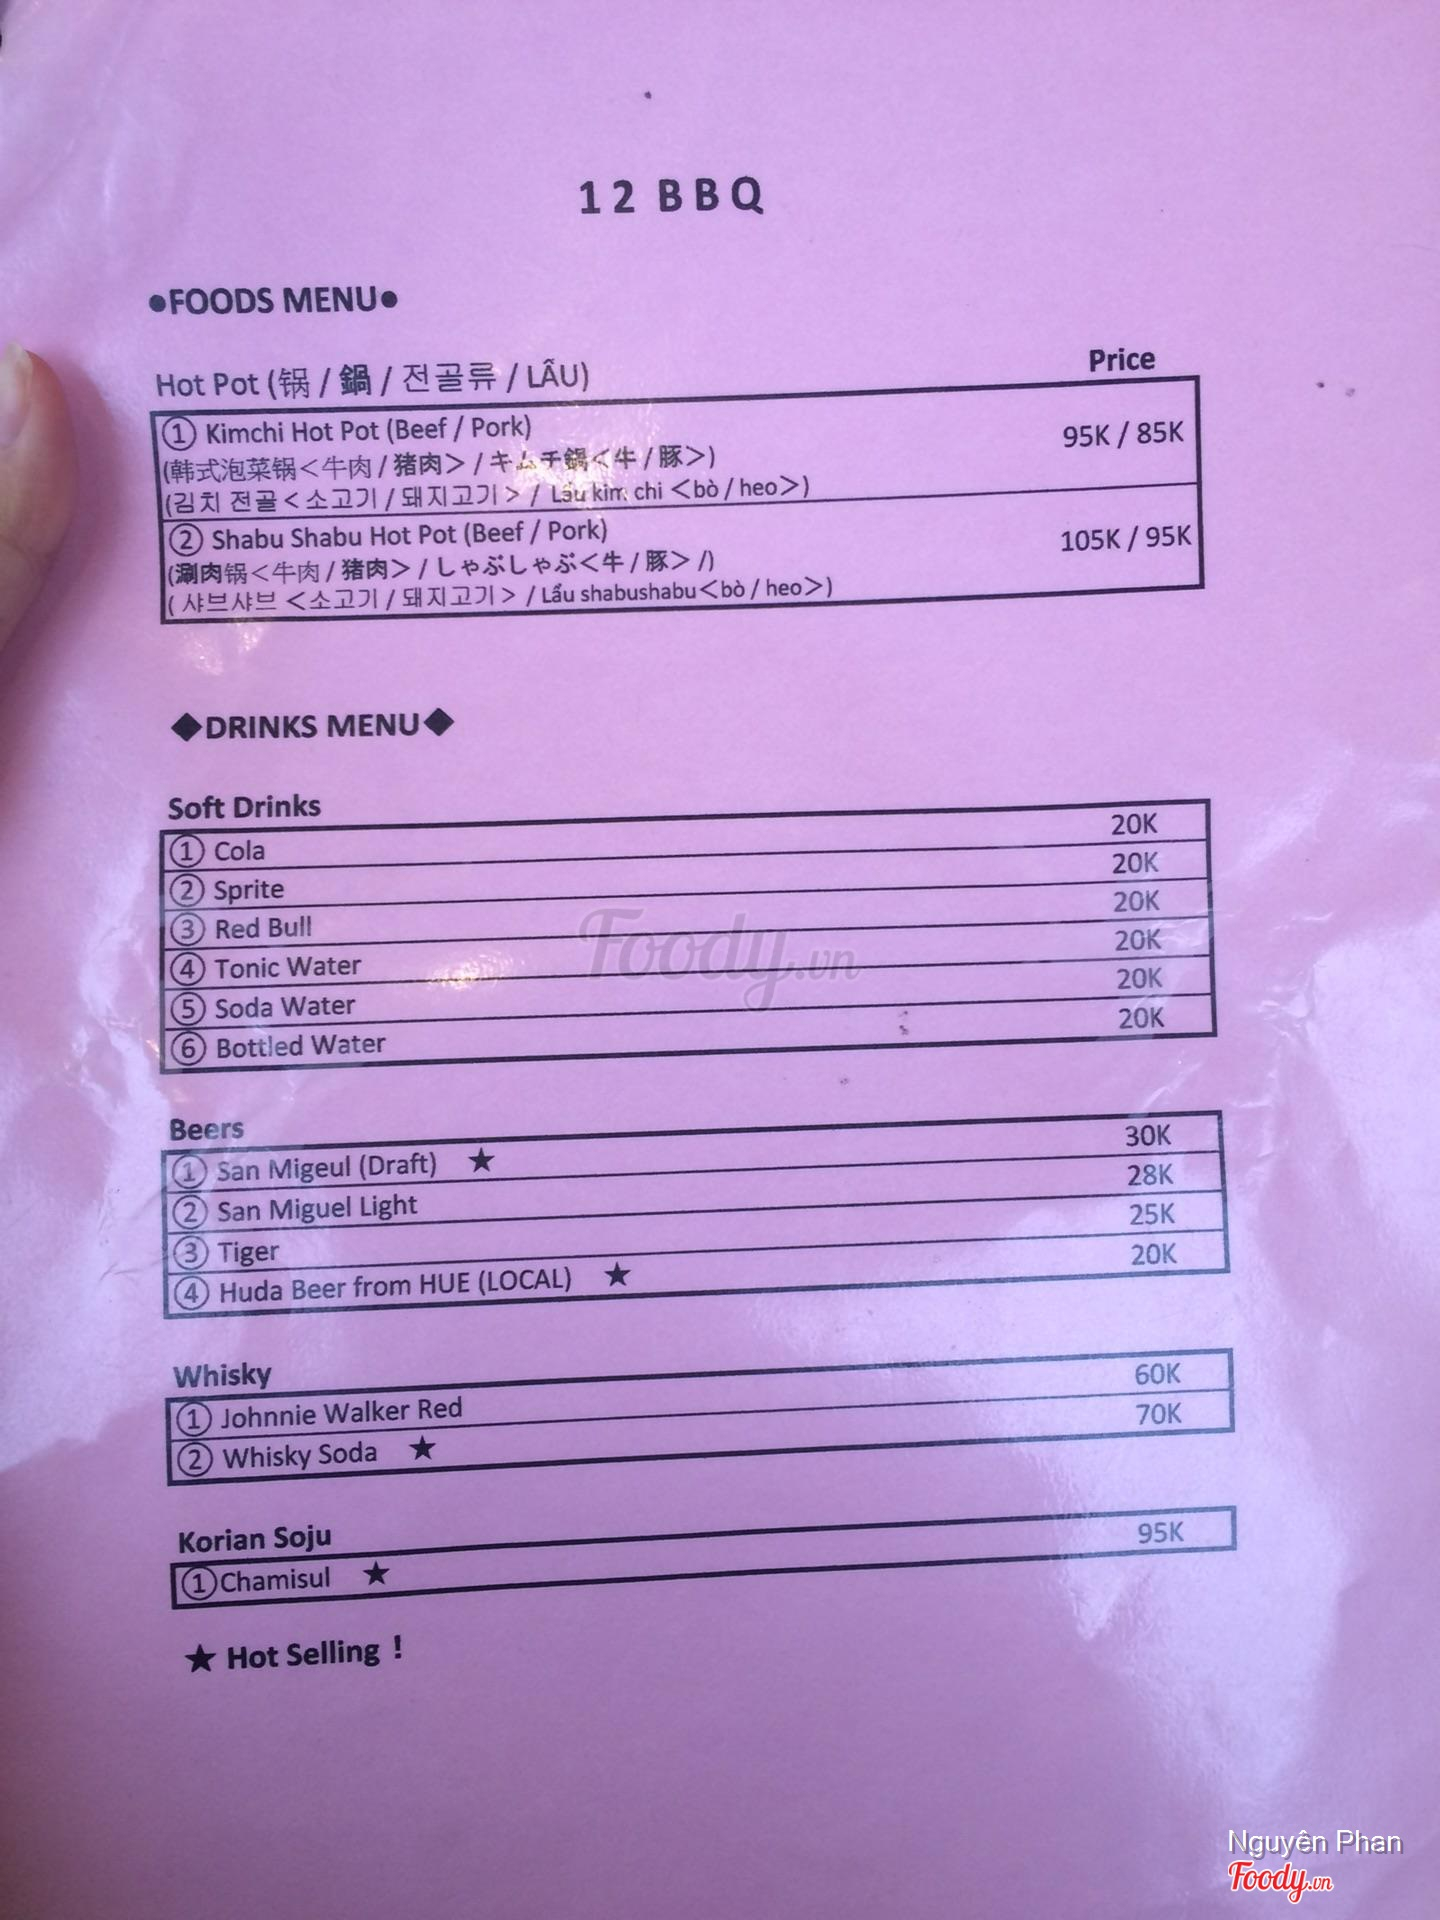 12 BBQ
●FOODS MENU●
Hot Pot (锅 / 鍋 / 전골류 / LẨU)
Price
① Kimchi Hot Pot (Beef / Pork)
95K / 85K
(韩式泡菜锅＜牛肉 / 猪肉＞ / キムチ鍋＜牛 / 豚＞)
(김치 전골 < 소고기 / 돼지고기 > / Lẩu kim chi ＜bò / heo＞)
② Shabu Shabu Hot Pot (Beef / Pork)
105K / 95K
(涮肉锅＜牛肉 / 猪肉＞ / しゃぶしゃぶ＜牛 / 豚＞ /)
( 샤브샤브 ＜소고기 / 돼지고기 > / Lẩu shabushabu＜bò / heo＞)
◆DRINKS MENU◆
Soft Drinks
① Cola 20K
② Sprite 20K
③ Red Bull 20K
④ Tonic Water 20K
⑤ Soda Water 20K
⑥ Bottled Water 20K
Foody.vn
Beers
① San Migeul (Draft) ★ 30K
② San Miguel Light 28K
③ Tiger 25K
④ Huda Beer from HUE (LOCAL) ★ 20K
Whisky
① Johnnie Walker Red 60K
② Whisky Soda ★ 70K
Korian Soju
①Chamisul ★ 95K
★ Hot Selling !
Nguyên Phan
Foody.vn